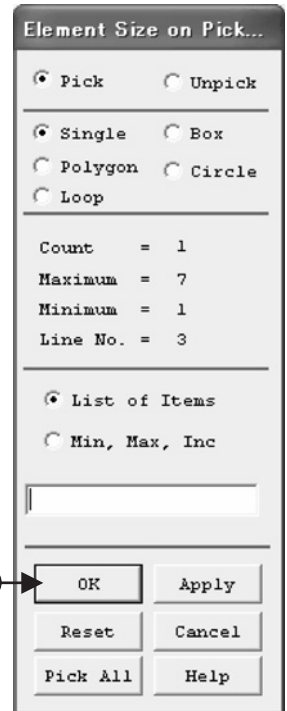 Element Size on Pick...
Pick Unpick
Single Box
Polygon Circle
Loop
Count = 1
Maximum = 7
Minimum = 1
Line No. = 3
List of Items
Min, Max, Inc
OK Apply
Reset Cancel
Pick All Help